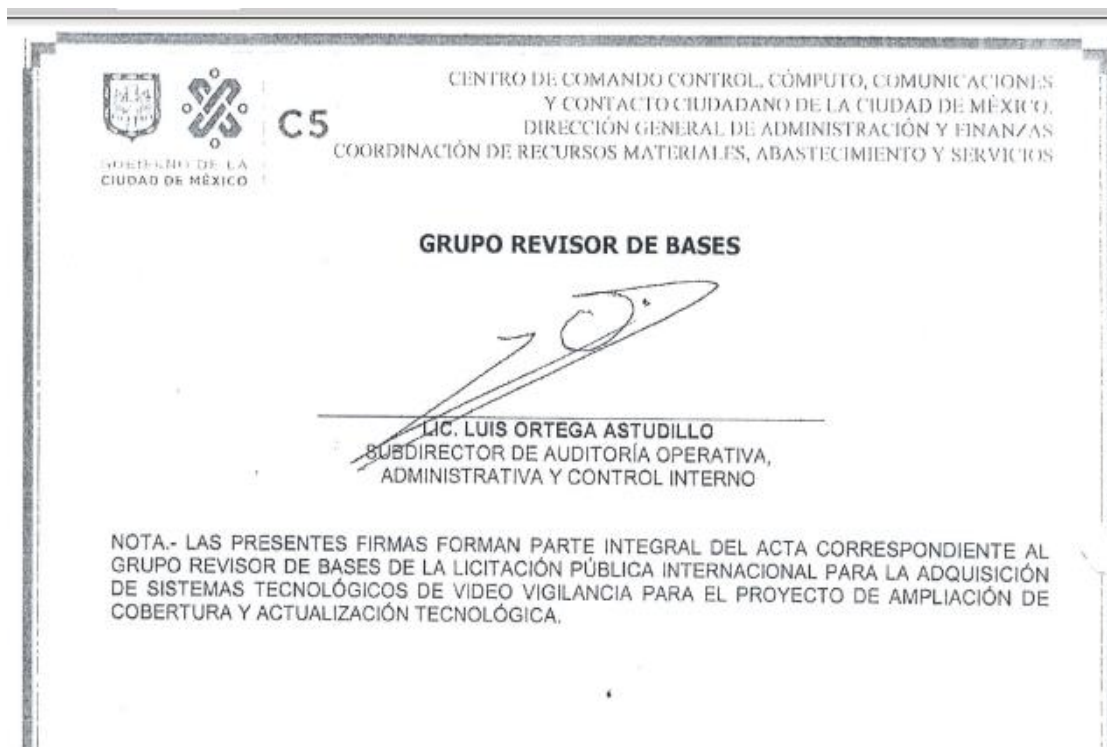 CENTRO DE COMANDO CONTROL, CÓMPUTO, COMUNICACIONES
Y CONTACTO CIUDADANO DE LA CIUDAD DE MÉXICO.
DIRECCIÓN GENERAL DE ADMINISTRACIÓN Y FINANZAS
COORDINACIÓN DE RECURSOS MATERIALES, ABASTECIMIENTO Y SERVICIOS
C5
GOBIERNO DE LA
CIUDAD DE MÉXICO
GRUPO REVISOR DE BASES
LIC. LUIS ORTEGA ASTUDILLO
SUBDIRECTOR DE AUDITORÍA OPERATIVA,
ADMINISTRATIVA Y CONTROL INTERNO
NOTA.- LAS PRESENTES FIRMAS FORMAN PARTE INTEGRAL DEL ACTA CORRESPONDIENTE AL
GRUPO REVISOR DE BASES DE LA LICITACIÓN PÚBLICA INTERNACIONAL PARA LA ADQUISICIÓN
DE SISTEMAS TECNOLÓGICOS DE VIDEO VIGILANCIA PARA EL PROYECTO DE AMPLIACIÓN DE
COBERTURA Y ACTUALIZACIÓN TECNOLÓGICA.